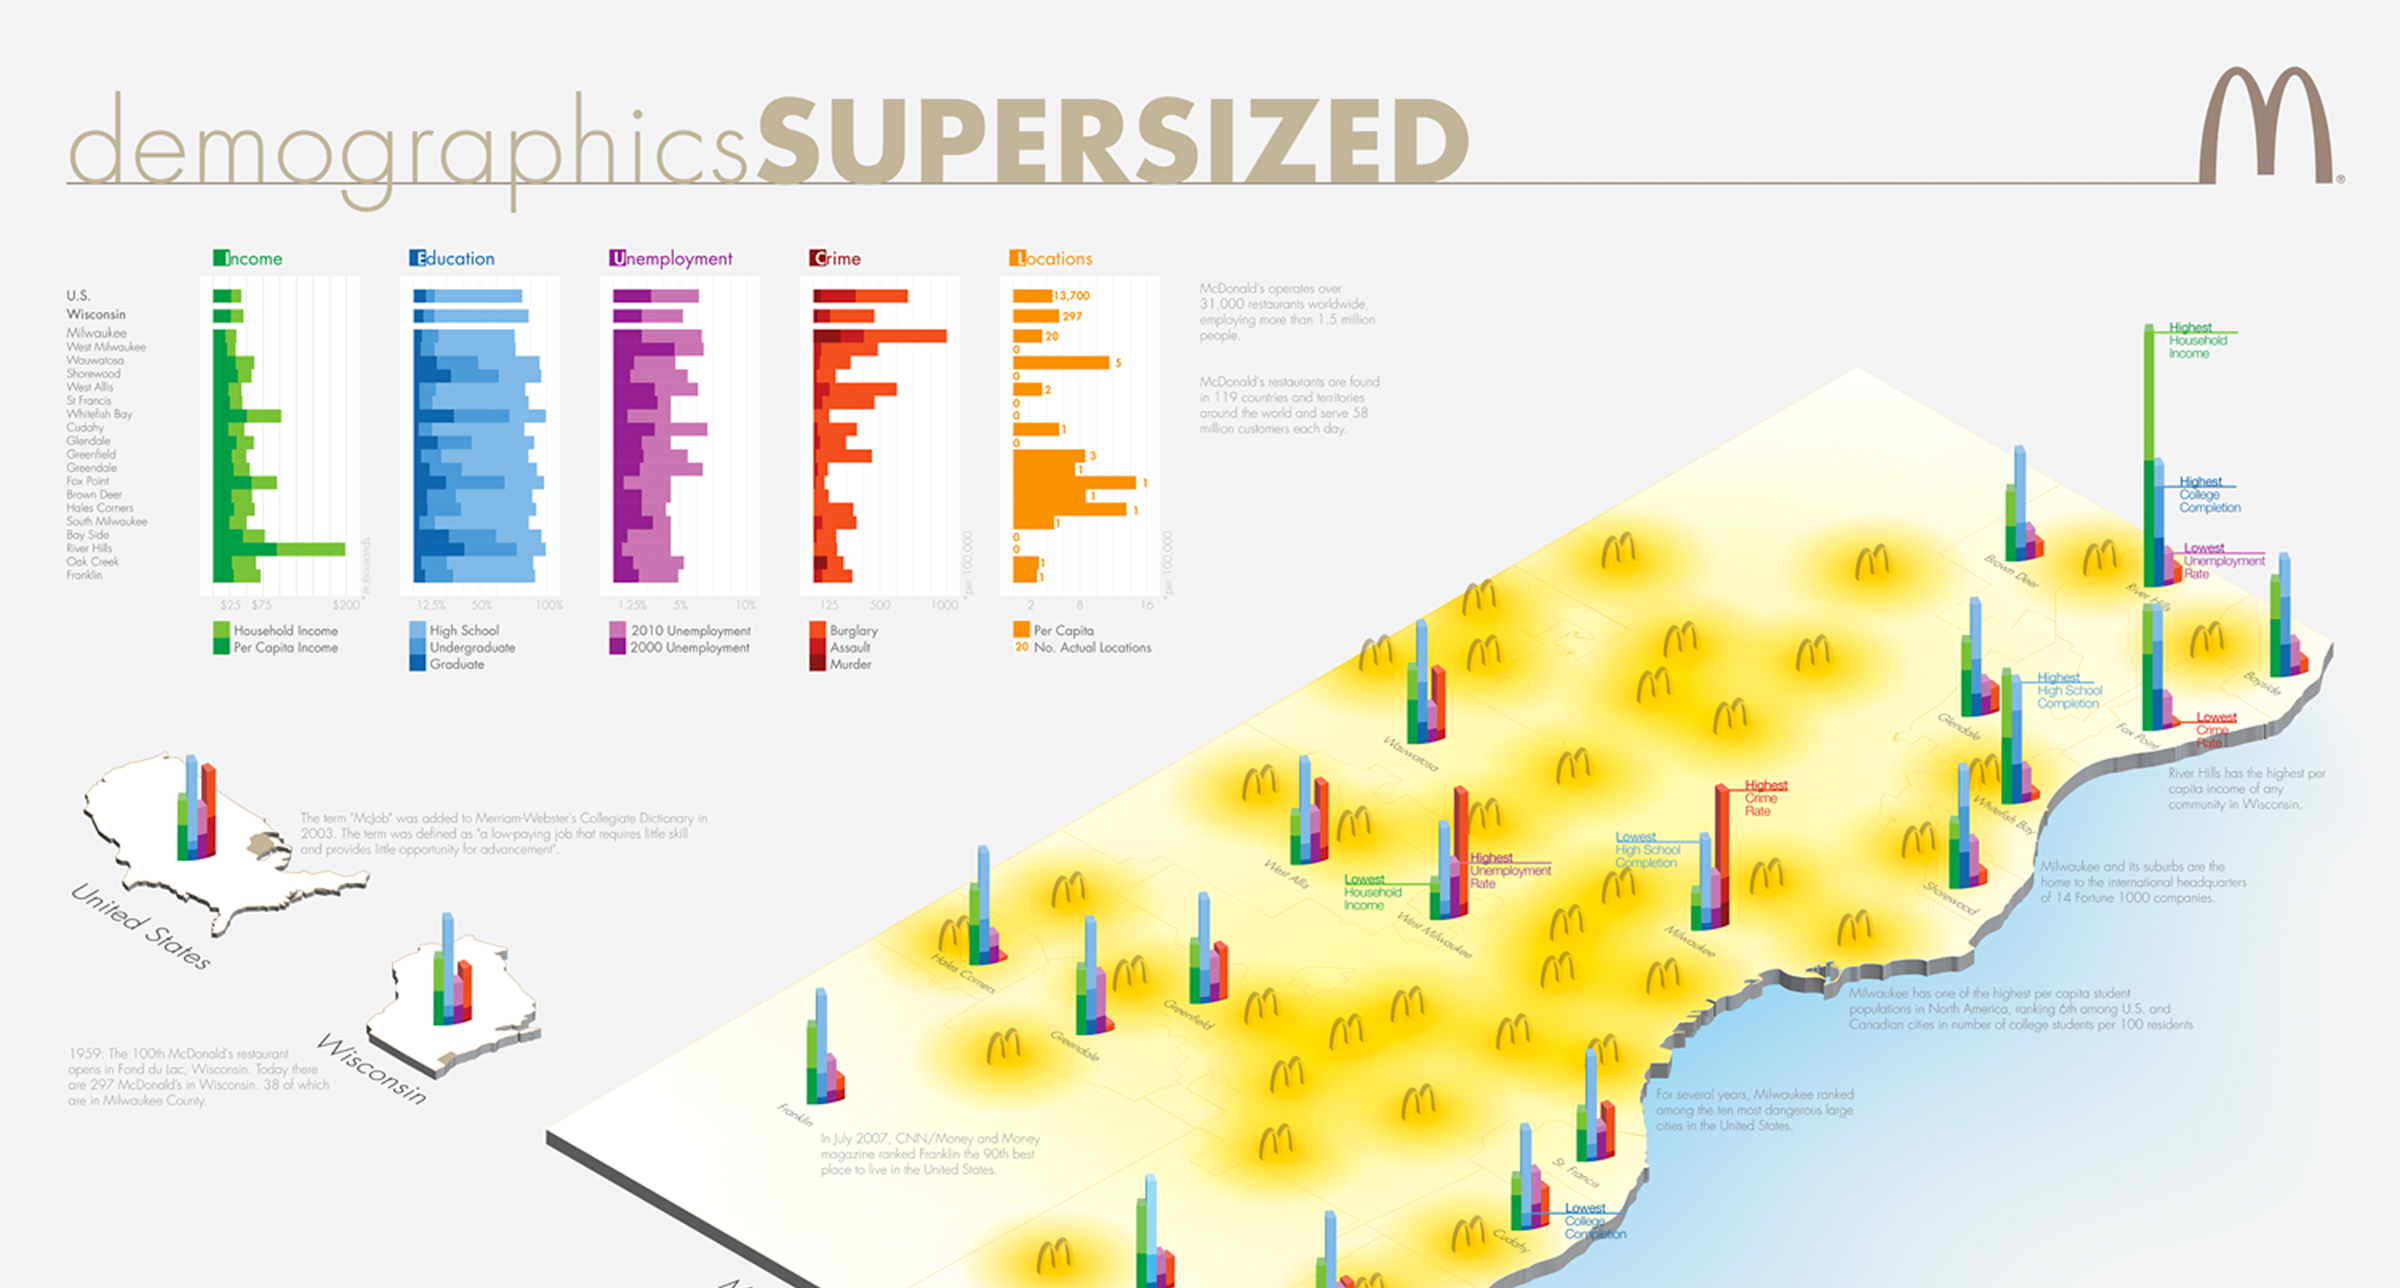 demographicsSUPERSIZED
®
Income
Education
Unemployment
Crime
Locations
U.S.
Wisconsin
Milwaukee
West Milwaukee
Wauwatosa
Shorewood
West Allis
St Francis
Whitefish Bay
Cudahy
Glendale
Greenfield
Greendale
Fox Point
Brown Deer
Hales Corners
South Milwaukee
Bay Side
River Hills
Oak Creek
Franklin
$25 $75 $200
*in thousands
12.5% 50% 100%
1.25% 5% 10%
125 500 1000
*per 100,000
13,700
297
20
0
5
0
2
0
0
1
0
3
1
1
1
1
1
0
0
1
1
2 8 16
*per 100,000
Household Income
Per Capita Income
High School
Undergraduate
Graduate
2010 Unemployment
2000 Unemployment
Burglary
Assault
Murder
Per Capita
20 No. Actual Locations
McDonald's operates over
31,000 restaurants worldwide,
employing more than 1.5 million
people.
McDonald's restaurants are found
in 119 countries and territories
around the world and serve 58
million customers each day.
The term "McJob" was added to Merriam-Webster's Collegiate Dictionary in
2003. The term was defined as "a low-paying job that requires little skill
and provides little opportunity for advancement".
United States
Wisconsin
1959: The 100th McDonald's restaurant
opens in Fond du Lac, Wisconsin. Today there
are 297 McDonald's in Wisconsin. 38 of which
are in Milwaukee County.
Highest
Household
Income
Highest
College
Completion
Lowest
Unemployment
Rate
Brown Deer
River Hills
Bayside
Highest
High School
Completion
Glendale
Fox Point
Lowest
Crime
Rate
River Hills has the highest per
capita income of any
community in Wisconsin.
Wauwatosa
Whitefish Bay
Highest
Crime
Rate
Lowest
High School
Completion
Highest
Unemployment
Rate
Lowest
Household
Income
West Allis
West Milwaukee
Milwaukee
Shorewood
Milwaukee and its suburbs are the
home to the international headquarters
of 14 Fortune 1000 companies.
Hales Corners
Greendale
Greenfield
Milwaukee has one of the highest per capita student
populations in North America, ranking 6th among U.S. and
Canadian cities in number of college students per 100 residents
Franklin
In July 2007, CNN/Money and Money
magazine ranked Franklin the 90th best
place to live in the United States.
For several years, Milwaukee ranked
among the ten most dangerous large
cities in the United States.
St. Francis
Lowest
College
Completion
Cudahy